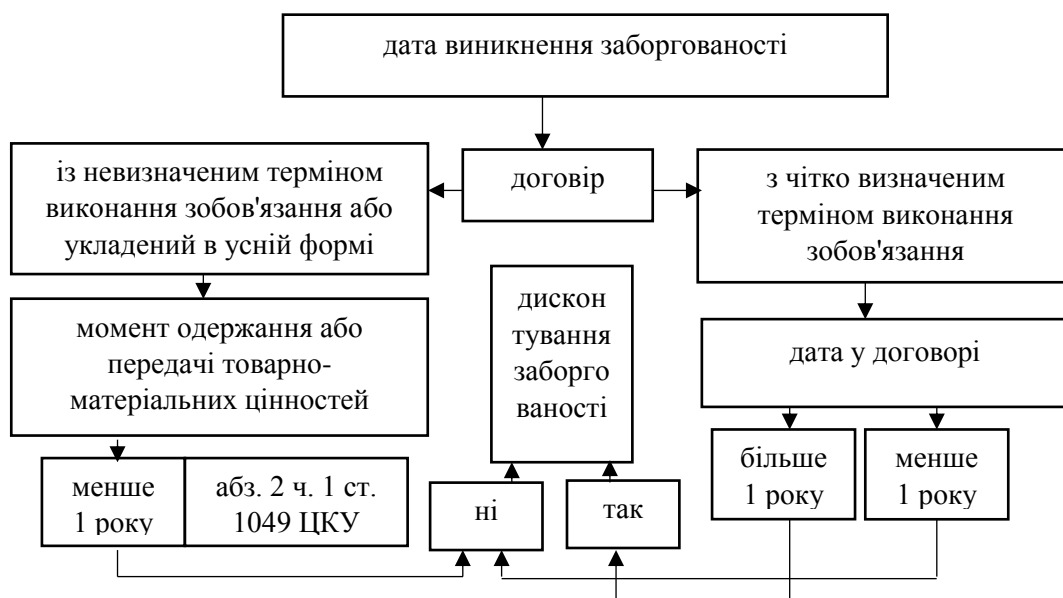 дата виникнення заборгованості
із невизначеним терміном
виконання зобов'язання або
укладений в усній формі
договір
з чітко визначеним
терміном виконання
зобов'язання
момент одержання або
передачі товарно-
матеріальних цінностей
дискон
тування
заборго
ваності
дата у договорі
менше
1 року
абз. 2 ч. 1 ст.
1049 ЦКУ
ні
так
більше
1 року
менше
1 року